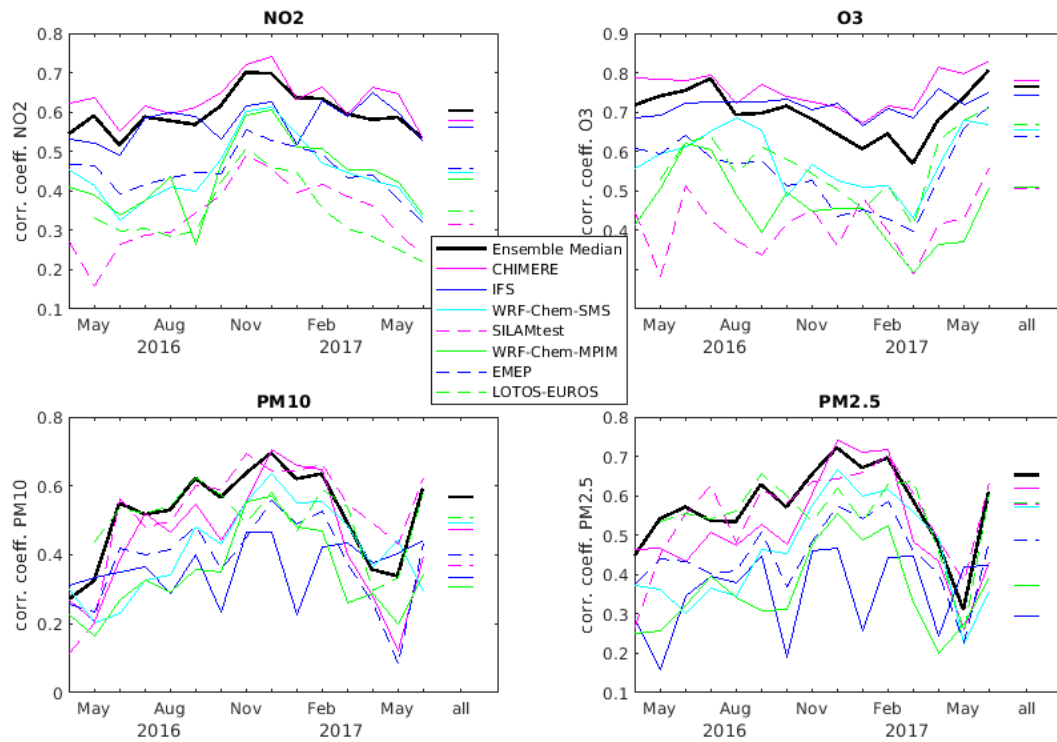 NO2
corr. coeff. NO2
0.8
0.7
0.6
0.5
0.4
0.3
0.2
0.1
May Aug Nov Feb May all
2016 2017
O3
corr. coeff. O3
0.9
0.8
0.7
0.6
0.5
0.4
May Aug Nov Feb May all
2016 2017
Ensemble Median
CHIMERE
IFS
WRF-Chem-SMS
SILAMtest
WRF-Chem-MPIM
EMEP
LOTOS-EUROS
PM10
corr. coeff. PM10
0.8
0.6
0.4
0.2
0
May Aug Nov Feb May all
2016 2017
PM2.5
corr. coeff. PM2.5
0.8
0.7
0.6
0.5
0.4
0.3
0.2
0.1
May Aug Nov Feb May all
2016 2017